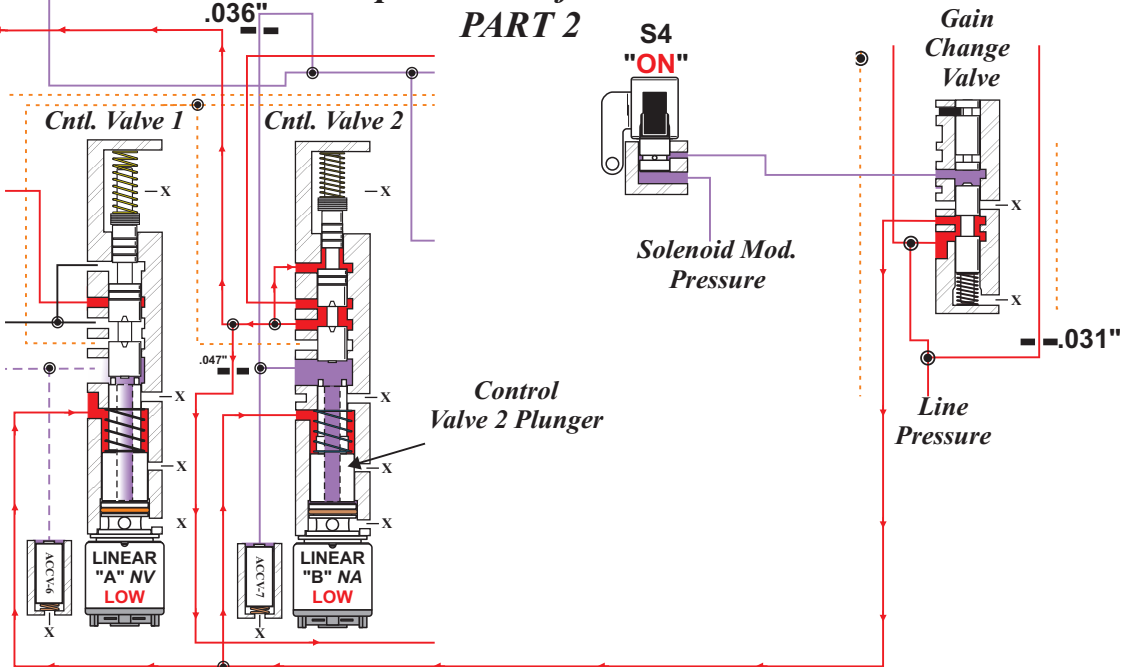 .036"
PART 2
S4
"ON"
Gain
Change
Valve
Cntl. Valve 1
Cntl. Valve 2
X
X
X
Solenoid Mod.
Pressure
X
.031"
.047"
Control
Valve 2 Plunger
X
X
Line
Pressure
X
X
X
X
ACCV-6
LINEAR
"A" NV
LOW
ACCV-7
LINEAR
"B" NA
LOW
X
X